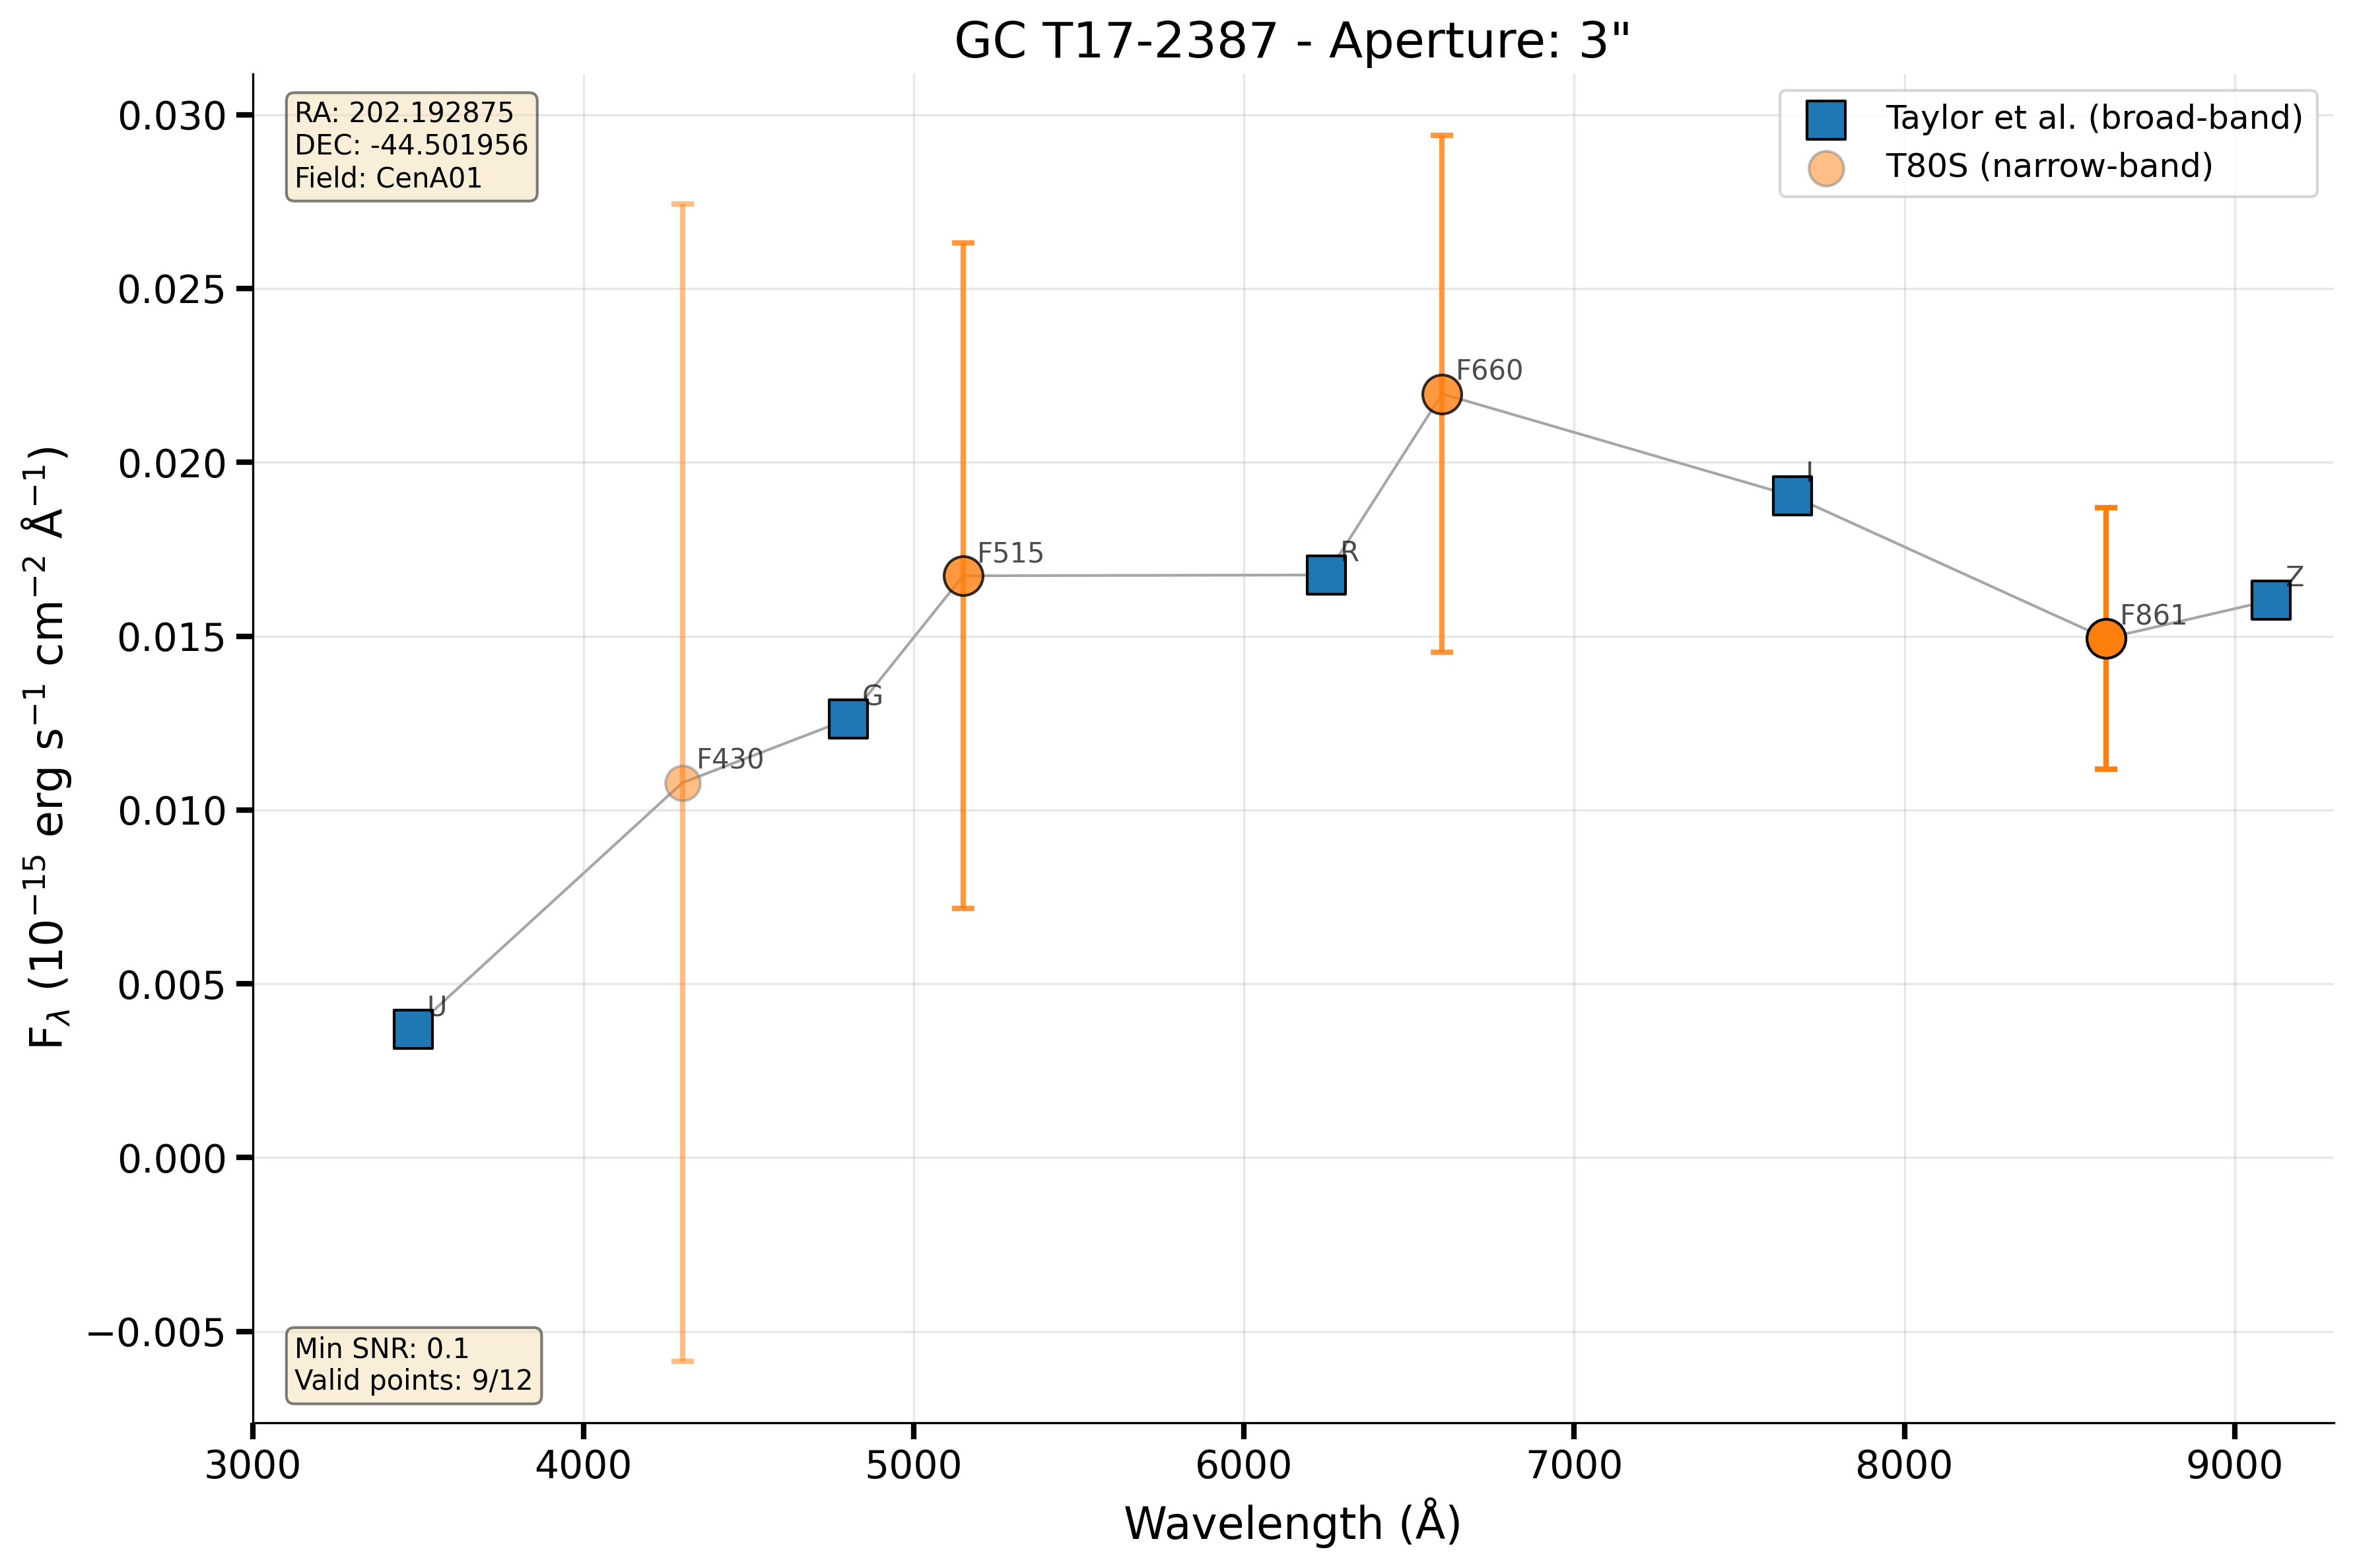 GC T17-2387 - Aperture: 3"
RA: 202.192875
DEC: -44.501956
Field: CenA01
Taylor et al. (broad-band)
T80S (narrow-band)
0.030
0.025
0.020
0.015
0.010
0.005
0.000
−0.005
F660
I
F515
R
Z
F861
G
F430
U
F_λ (10⁻¹⁵ erg s⁻¹ cm⁻² Å⁻¹)
Min SNR: 0.1
Valid points: 9/12
3000 4000 5000 6000 7000 8000 9000
Wavelength (Å)